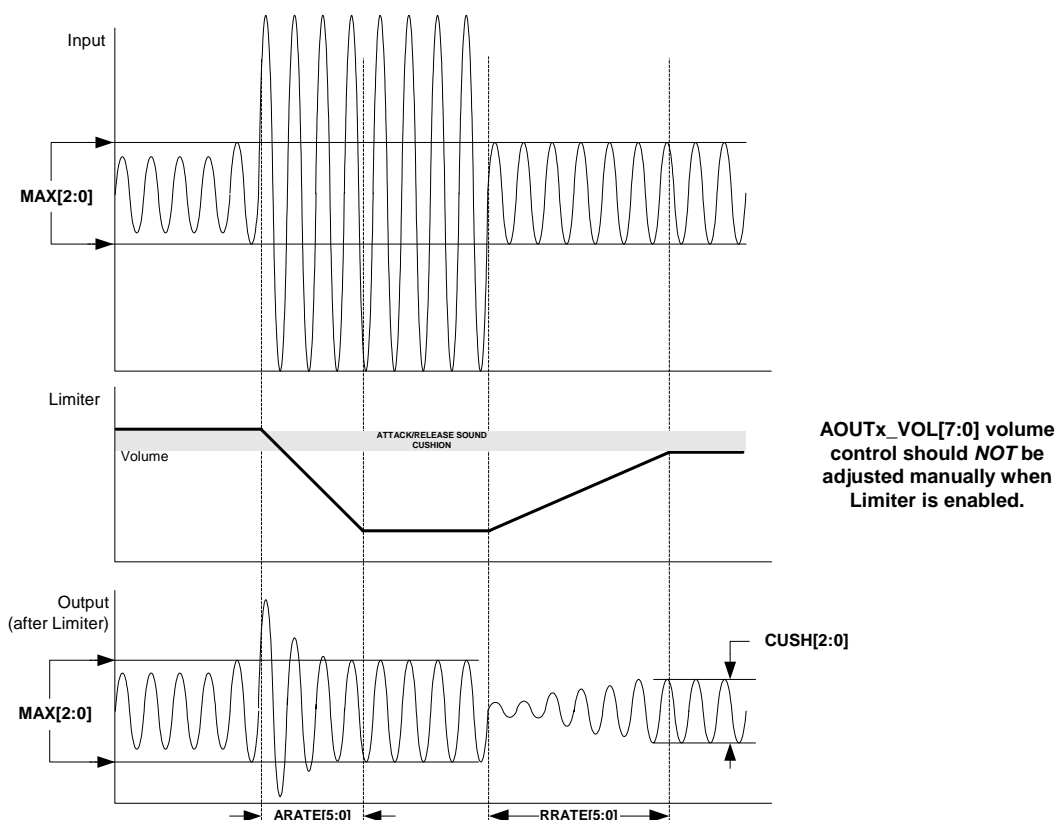 Input
MAX[2:0]
Limiter
ATTACK/RELEASE SOUND
CUSHION
Volume
AOUTx_VOL[7:0] volume
control should NOT be
adjusted manually when
Limiter is enabled.
Output
(after Limiter)
CUSH[2:0]
MAX[2:0]
ARATE[5:0]
RRATE[5:0]